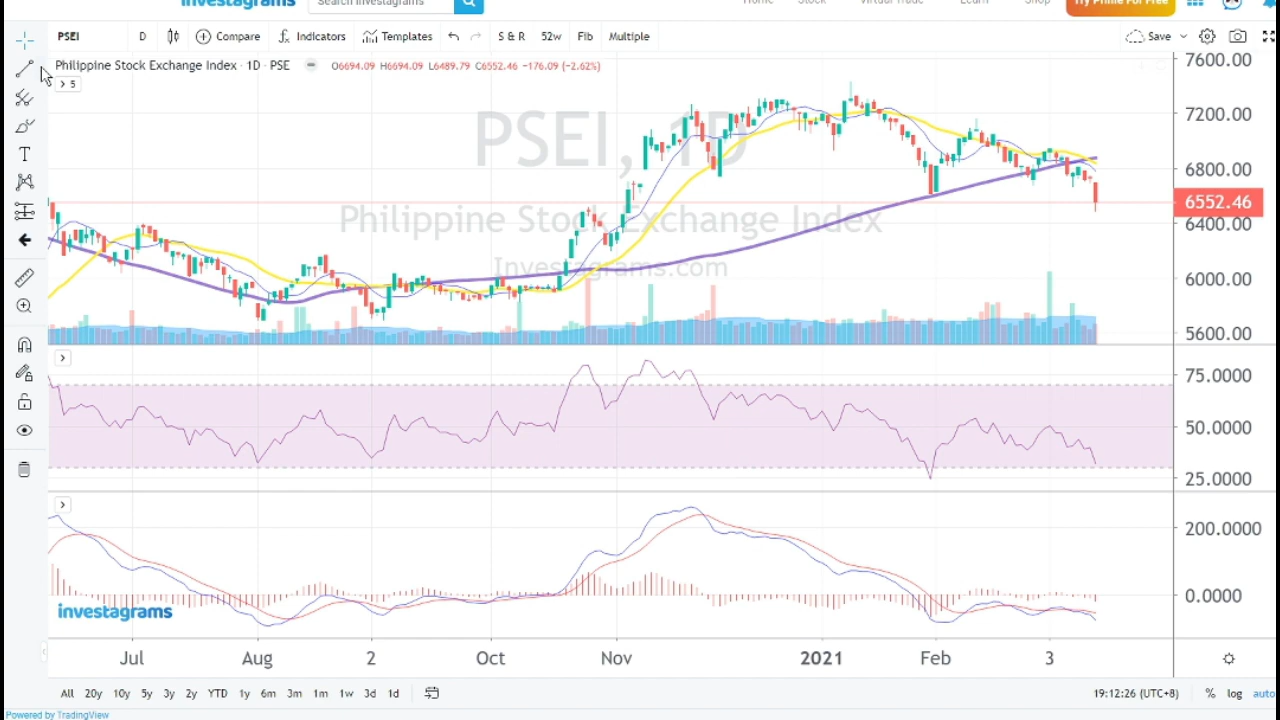 investagrams
Search Investagrams
Home Stock Virtual Trade Learn Shop Try Prime For Free
PSEI D Compare Indicators Templates S & R 52w Fib Multiple Save
Philippine Stock Exchange Index · 1D · PSE O6694.09 H6694.09 L6489.79 C6552.46 −176.09 (−2.62%)
5
PSEI, 1D
Philippine Stock Exchange Index
Investagrams.com
7600.00
7200.00
6800.00
6552.46
6400.00
6000.00
5600.00
75.0000
50.0000
25.0000
200.0000
0.0000
investagrams
Jul Aug 2 Oct Nov 2021 Feb 3
All 20y 10y 5y 3y 2y YTD 1y 6m 3m 1m 1w 3d 1d 19:12:26 (UTC+8) % log auto
Powered by TradingView